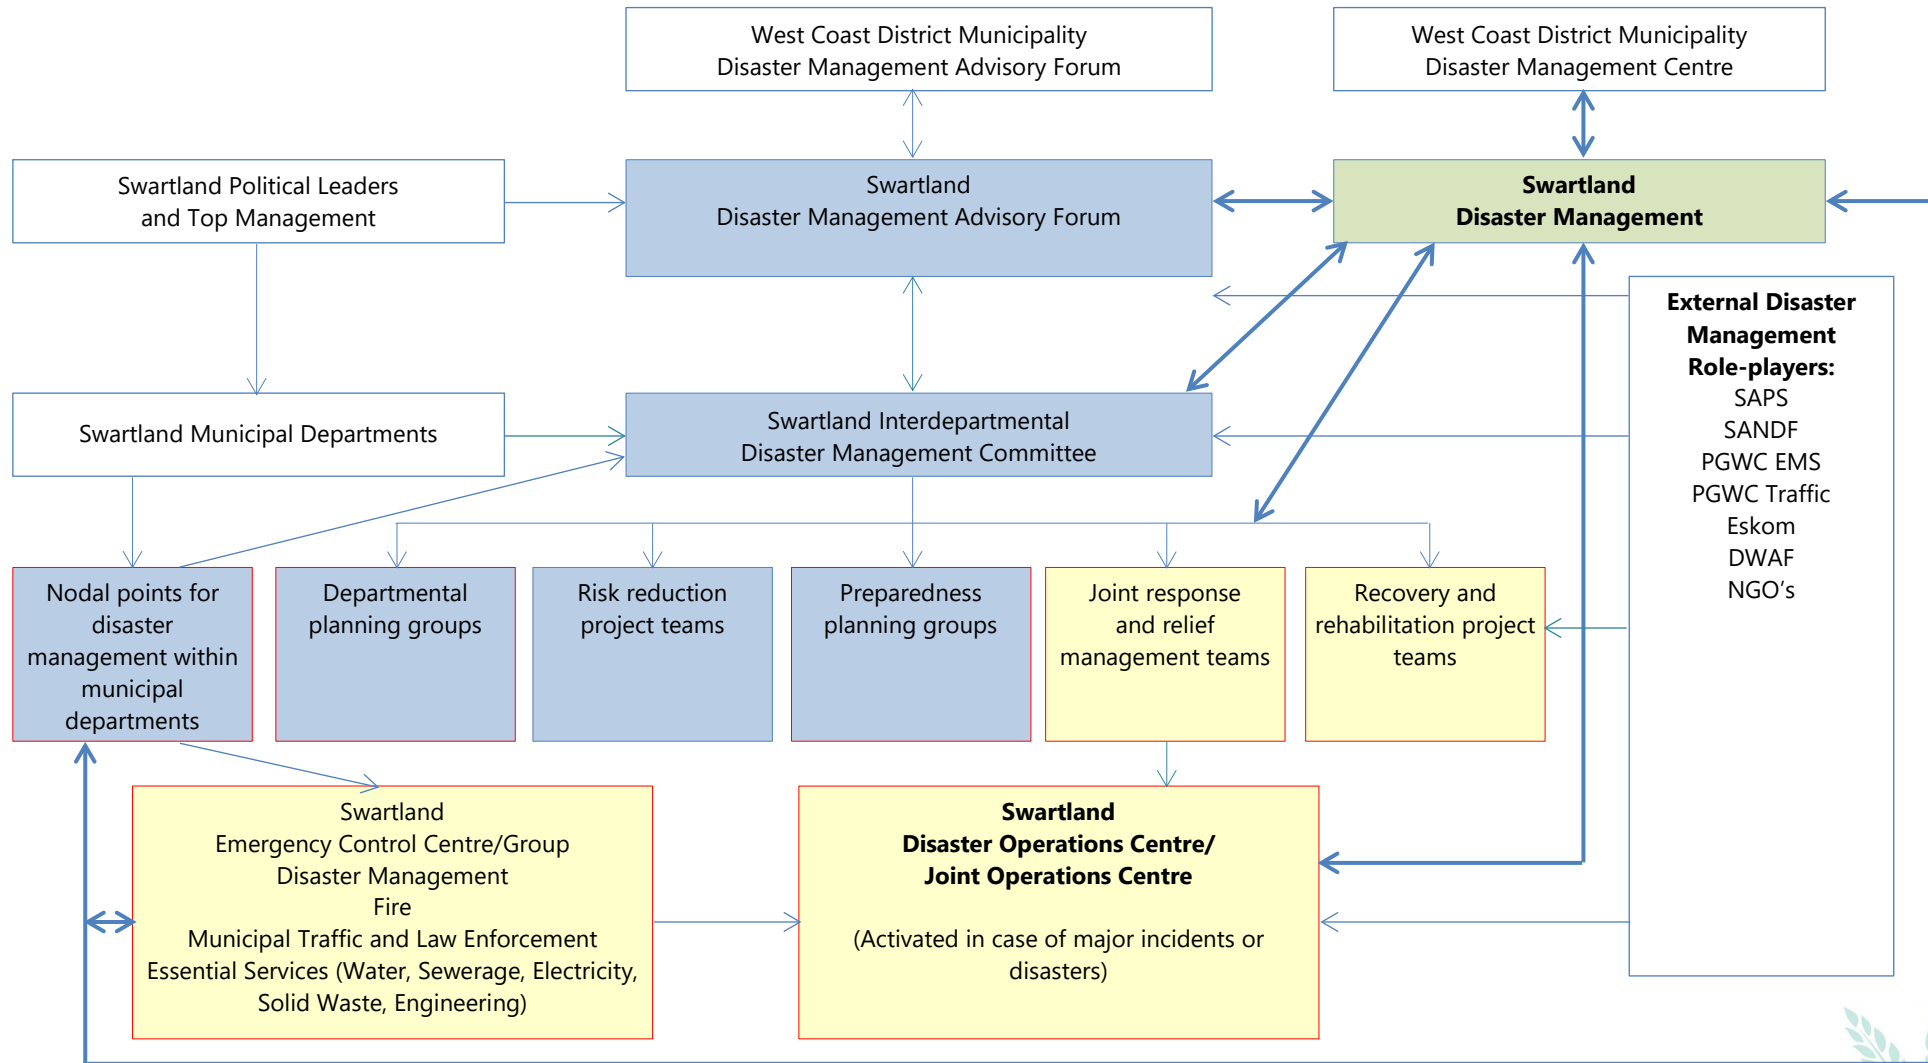 West Coast District Municipality
Disaster Management Advisory Forum
West Coast District Municipality
Disaster Management Centre
Swartland Political Leaders
and Top Management
Swartland
Disaster Management Advisory Forum
Swartland
Disaster Management
External Disaster
Management
Role-players:
SAPS
SANDF
PGWC EMS
PGWC Traffic
Eskom
DWAF
NGO's
Swartland Municipal Departments
Swartland Interdepartmental
Disaster Management Committee
Nodal points for
disaster
management within
municipal
departments
Departmental
planning groups
Risk reduction
project teams
Preparedness
planning groups
Joint response
and relief
management teams
Recovery and
rehabilitation project
teams
Swartland
Emergency Control Centre/Group
Disaster Management
Fire
Municipal Traffic and Law Enforcement
Essential Services (Water, Sewerage, Electricity,
Solid Waste, Engineering)
Swartland
Disaster Operations Centre/
Joint Operations Centre
(Activated in case of major incidents or
disasters)